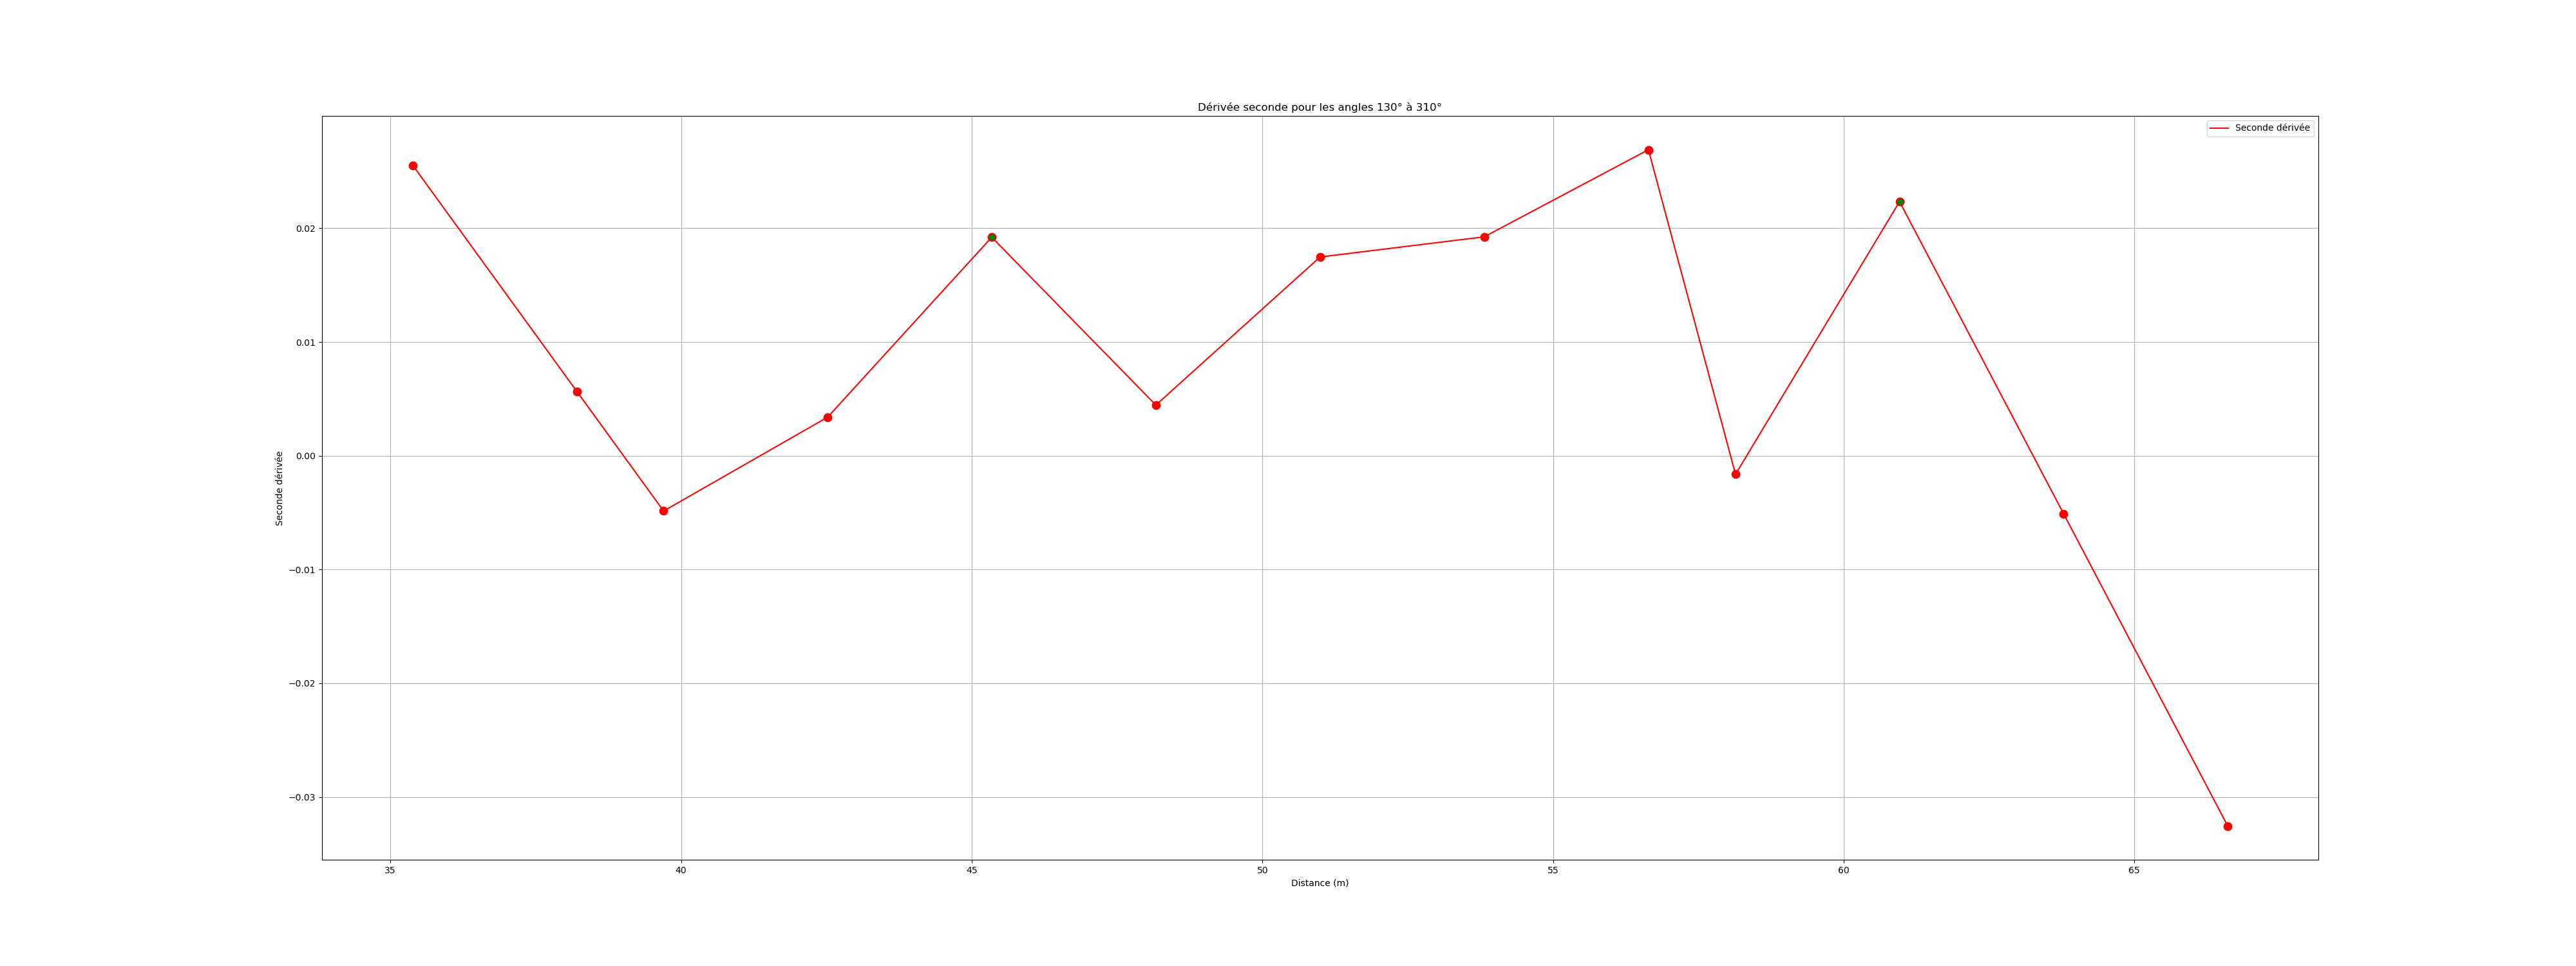 Dérivée seconde pour les angles 130° à 310°
Seconde dérivée
0.02
0.01
0.00
−0.01
−0.02
−0.03
Seconde dérivée
35 40 45 50 55 60 65
Distance (m)